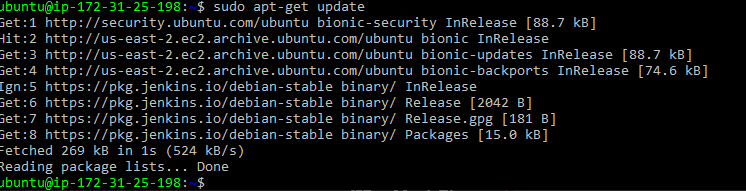 ubuntu@ip-172-31-25-198:~$ sudo apt-get update
Get:1 http://security.ubuntu.com/ubuntu bionic-security InRelease [88.7 kB]
Hit:2 http://us-east-2.ec2.archive.ubuntu.com/ubuntu bionic InRelease
Get:3 http://us-east-2.ec2.archive.ubuntu.com/ubuntu bionic-updates InRelease [88.7 kB]
Get:4 http://us-east-2.ec2.archive.ubuntu.com/ubuntu bionic-backports InRelease [74.6 kB]
Ign:5 https://pkg.jenkins.io/debian-stable binary/ InRelease
Get:6 https://pkg.jenkins.io/debian-stable binary/ Release [2042 B]
Get:7 https://pkg.jenkins.io/debian-stable binary/ Release.gpg [181 B]
Get:8 https://pkg.jenkins.io/debian-stable binary/ Packages [15.0 kB]
Fetched 269 kB in 1s (524 kB/s)
Reading package lists... Done
ubuntu@ip-172-31-25-198:~$